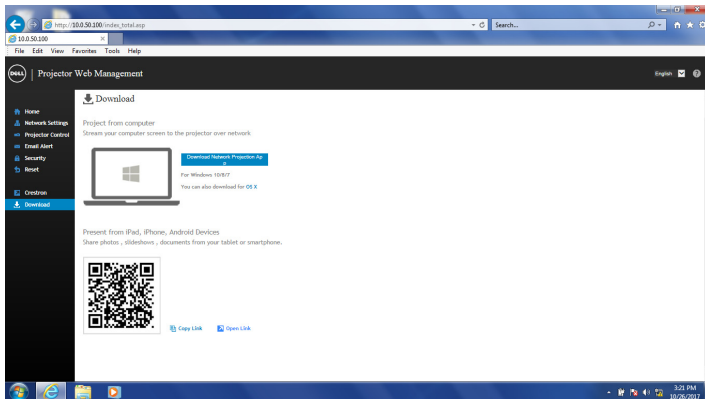 http://10.0.50.100/index_total.asp
Search...
10.0.50.100
File Edit View Favorites Tools Help
DELL | Projector Web Management
English
Download
Home
Network Settings
Projector Control
Email Alert
Security
Reset
Crestron
Download
Project from computer
Stream your computer screen to the projector over network
Download Network Projection Ap
p
For Windows 10/8/7
You can also download for OS X
Present from iPad, iPhone, Android Devices
Share photos , slideshows , documents from your tablet or smartphone.
Copy Link
Open Link
3:21 PM
10/26/2017